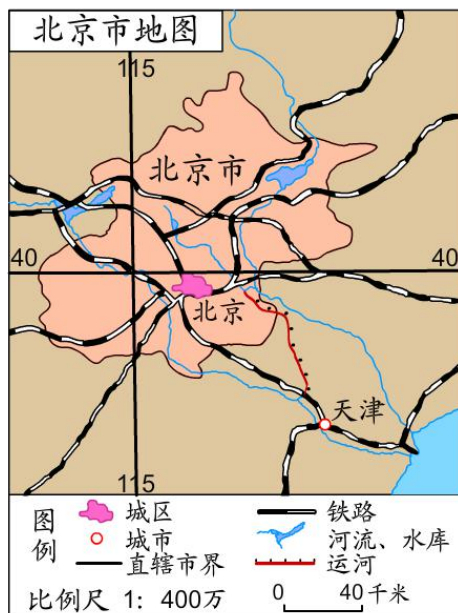 北京市地图
115
北京市
40
40
北京
天津
115
图例
城区
铁路
城市
河流、水库
直辖市界
运河
比例尺 1: 400万
0 40千米